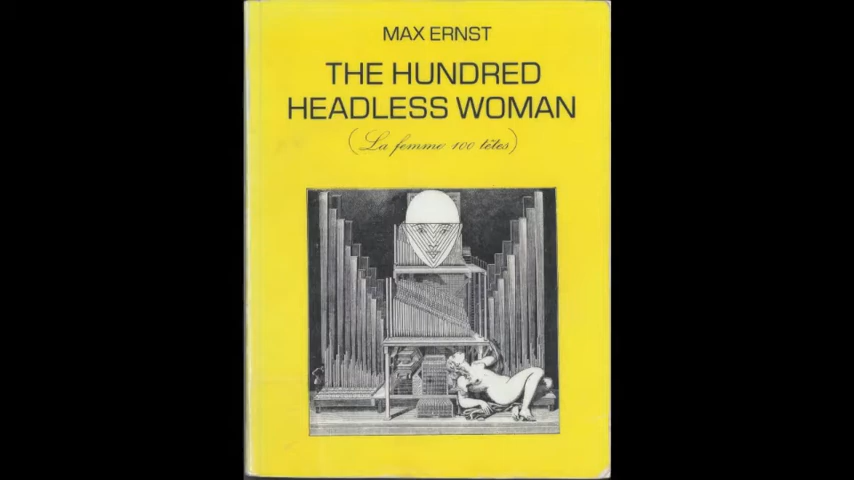 MAX ERNST
THE HUNDRED
HEADLESS WOMAN
(La femme 100 têtes)